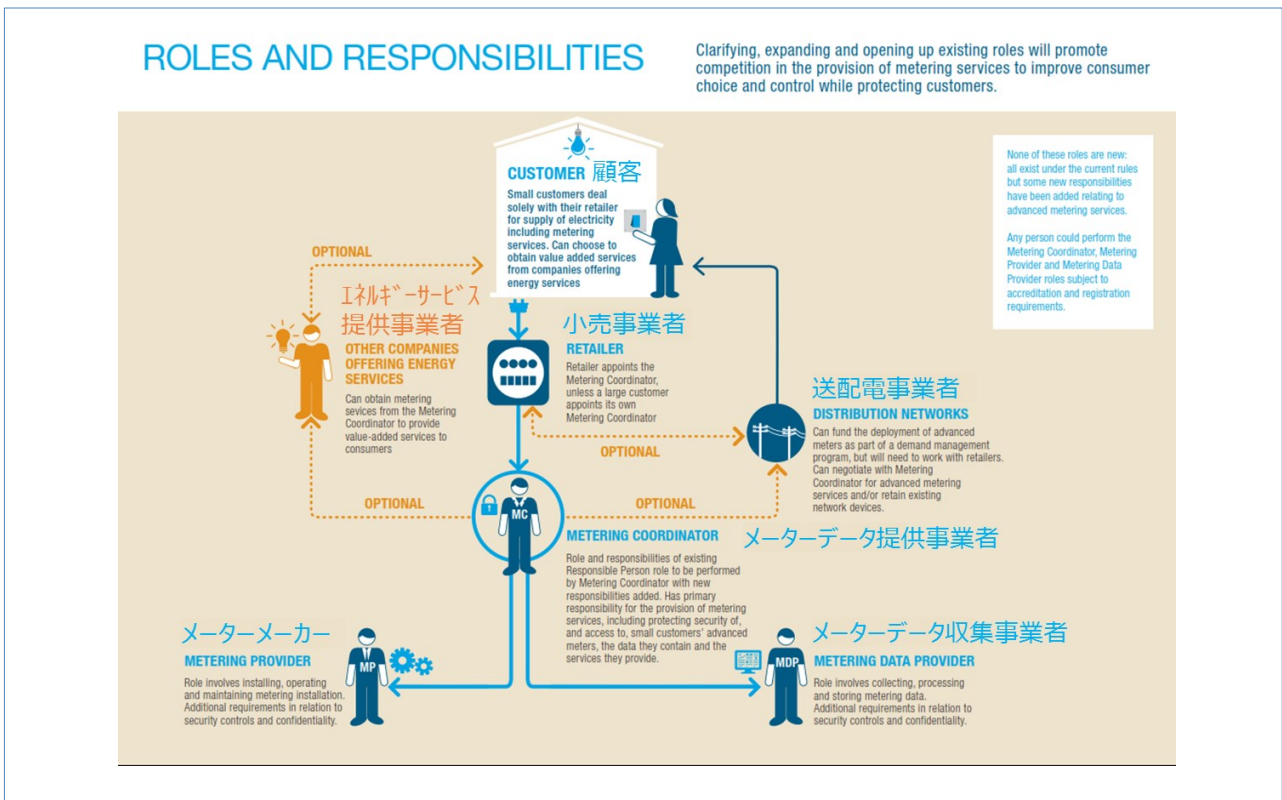 ROLES AND RESPONSIBILITIES
Clarifying, expanding and opening up existing roles will promote
competition in the provision of metering services to improve consumer
choice and control while protecting customers.
None of these roles are new:
all exist under the current rules
but some new responsibilities
have been added relating to
advanced metering services.
Any person could perform the
Metering Coordinator, Metering
Provider and Metering Data
Provider roles subject to
accreditation and registration
requirements.
CUSTOMER 顧客
Small customers deal
solely with their retailer
for supply of electricity
including metering
services. Can choose to
obtain value added services
from companies offering
energy services
OPTIONAL
エネルギーサービス
提供事業者
OTHER COMPANIES
OFFERING ENERGY
SERVICES
Can obtain metering
sevices from the Metering
Coordinator to provide
value-added services to
consumers
小売事業者
RETAILER
Retailer appoints the
Metering Coordinator,
unless a large customer
appoints its own
Metering Coordinator
送配電事業者
DISTRIBUTION NETWORKS
Can fund the deployment of advanced
meters as part of a demand management
program, but will need to work with retailers.
Can negotiate with Metering
Coordinator for advanced metering
services and/or retain existing
network devices.
OPTIONAL
OPTIONAL
OPTIONAL
MC
METERING COORDINATOR
メーターデータ提供事業者
Role and responsibilities of existing
Responsible Person role to be performed
by Metering Coordinator with new
responsibilities added. Has primary
responsibility for the provision of metering
services, including protecting security of,
and access to, small customers' advanced
meters, the data they contain and the
services they provide.
メーターメーカー
METERING PROVIDER
Role involves installing, operating
and maintaining metering installation.
Additional requirements in relation to
security controls and confidentiality.
MP
MDP
メーターデータ収集事業者
METERING DATA PROVIDER
Role involves collecting, processing
and storing metering data.
Additional requirements in relation to
security controls and confidentiality.